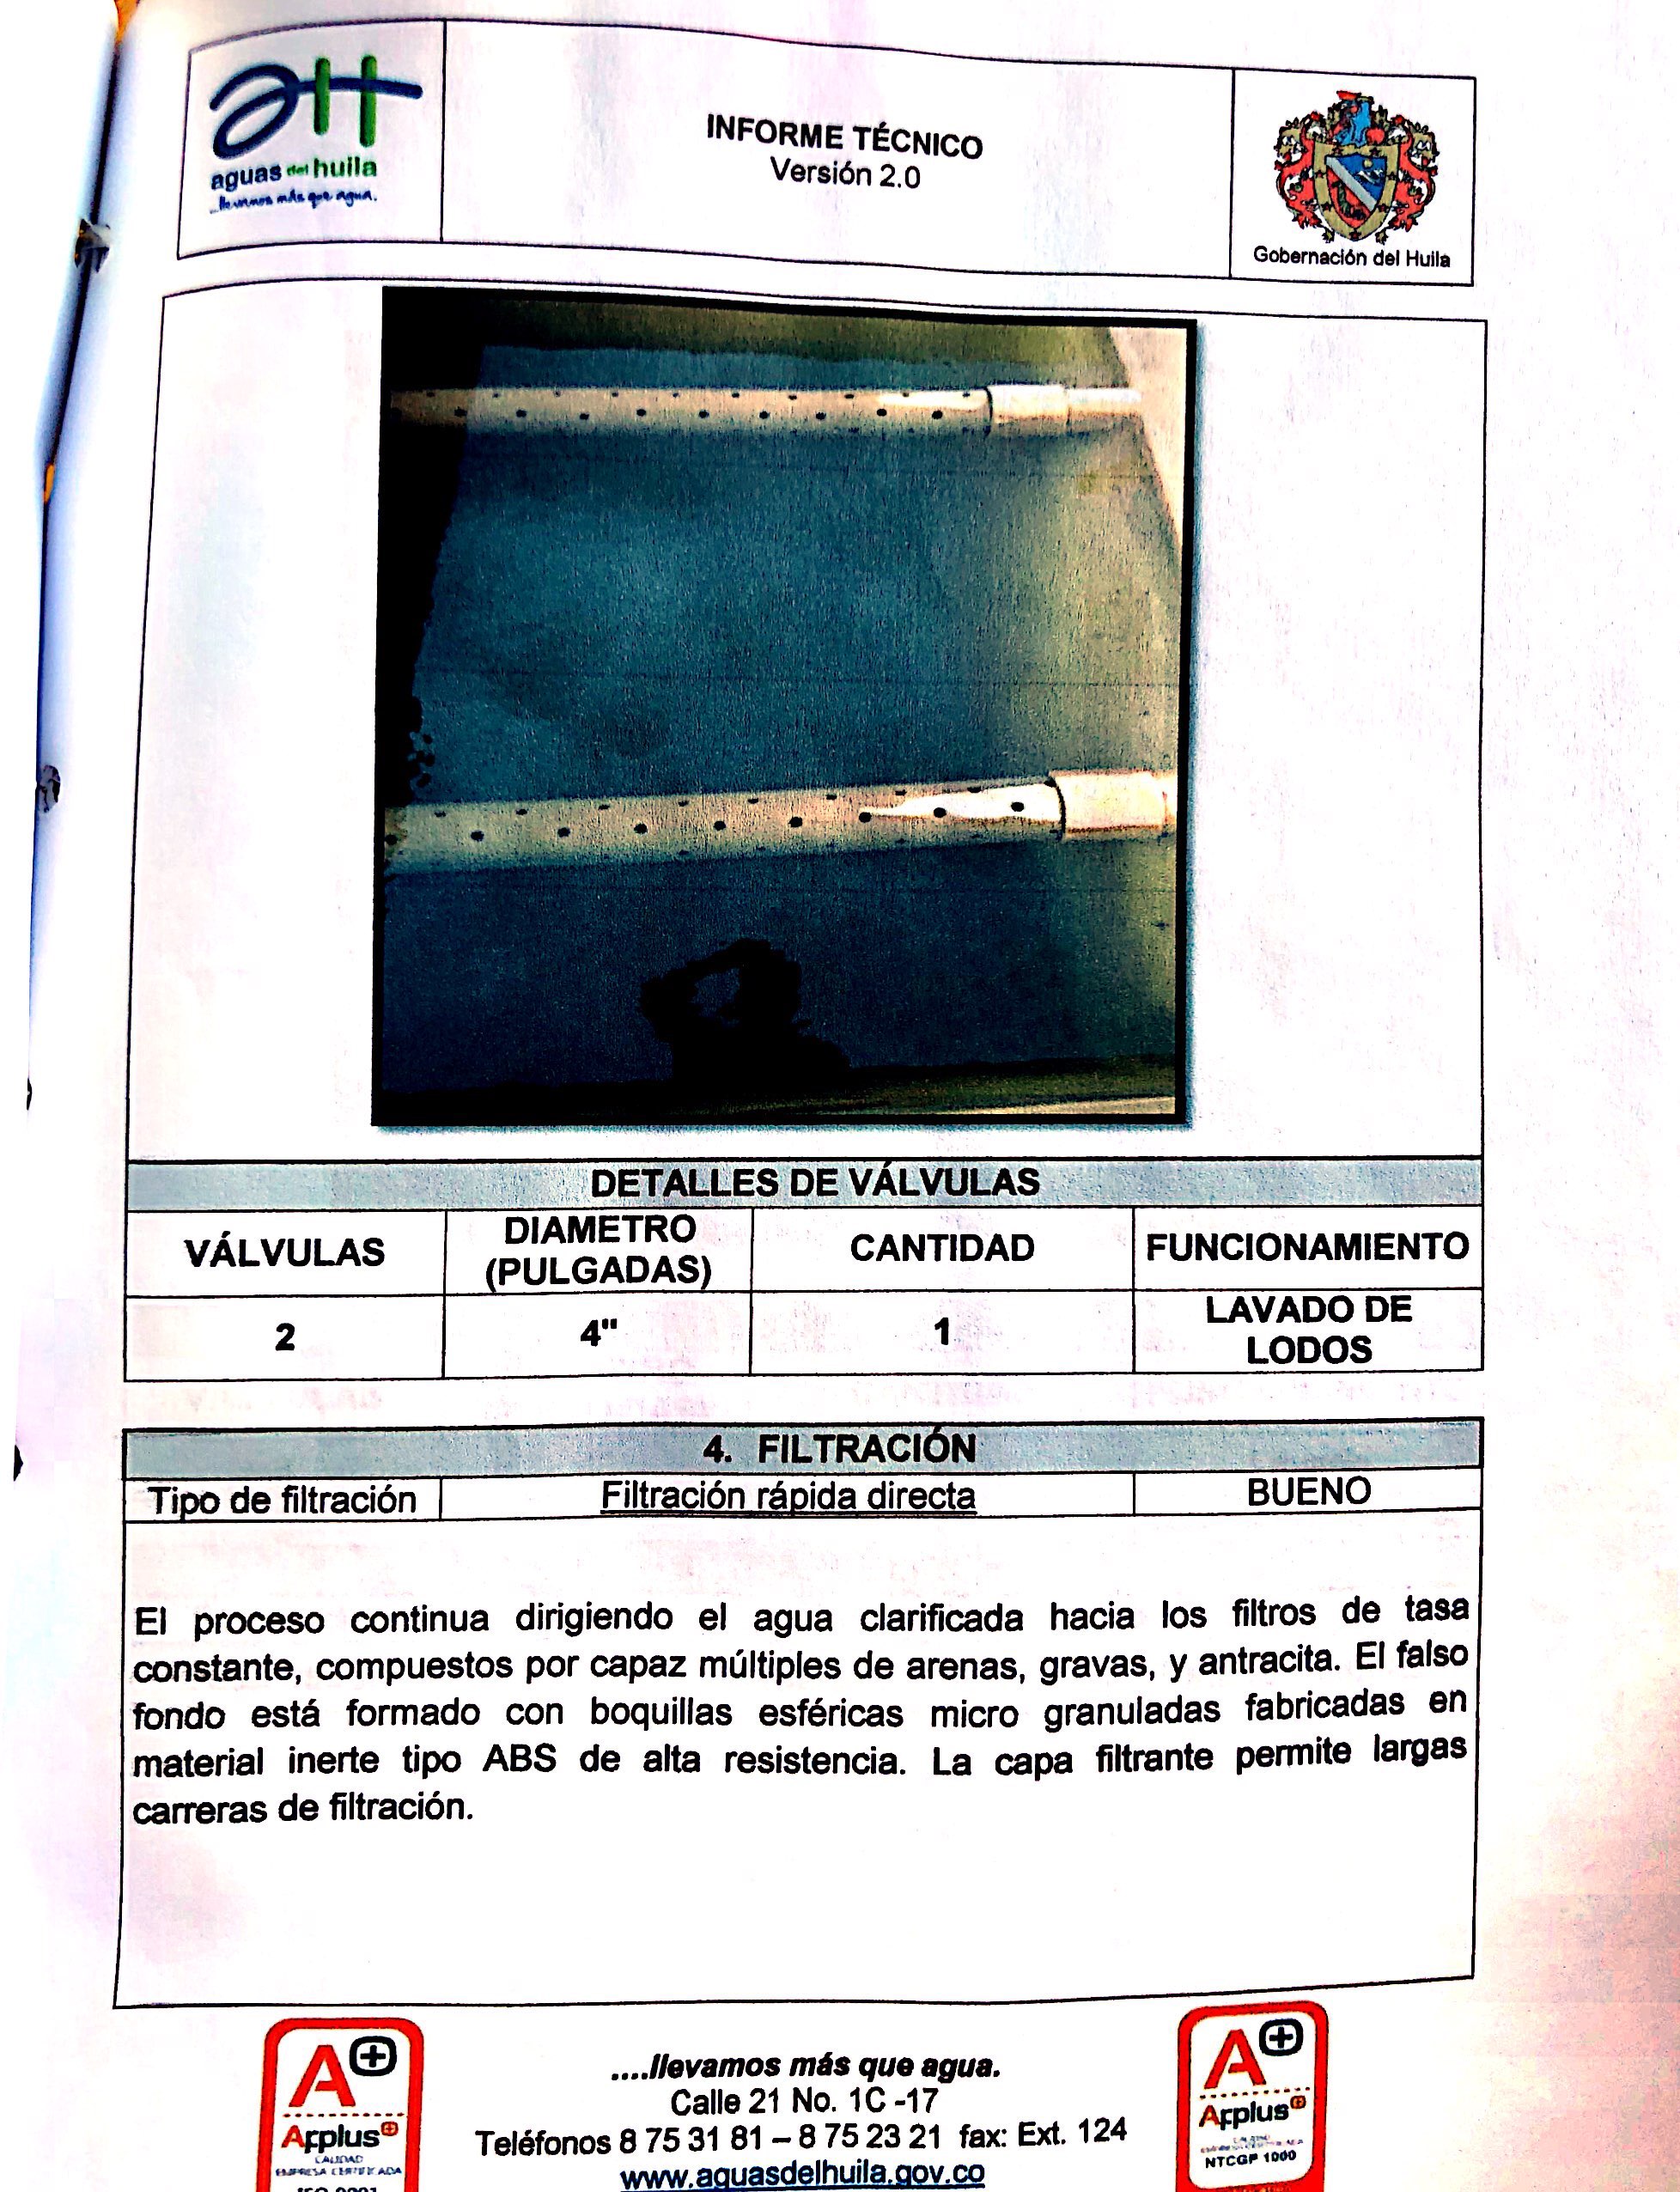 aguas del huila
...llevamos más que agua.
INFORME TÉCNICO
Versión 2.0
Gobernación del Huila
DETALLES DE VÁLVULAS
VÁLVULAS
DIAMETRO
(PULGADAS)
CANTIDAD
FUNCIONAMIENTO
2
4"
1
LAVADO DE
LODOS
4. FILTRACIÓN
Tipo de filtración
Filtración rápida directa
BUENO
El proceso continua dirigiendo el agua clarificada hacia los filtros de tasa
constante, compuestos por capaz múltiples de arenas, gravas, y antracita. El falso
fondo está formado con boquillas esféricas micro granuladas fabricadas en
material inerte tipo ABS de alta resistencia. La capa filtrante permite largas
carreras de filtración.
A+
Applus+
CALIDAD
EMPRESA CERTIFICADA
ISO 9001
....llevamos más que agua.
Calle 21 No. 1C -17
Teléfonos 8 75 31 81 – 8 75 23 21 fax: Ext. 124
www.aguasdelhuila.gov.co
A+
Applus+
NTCGP 1000